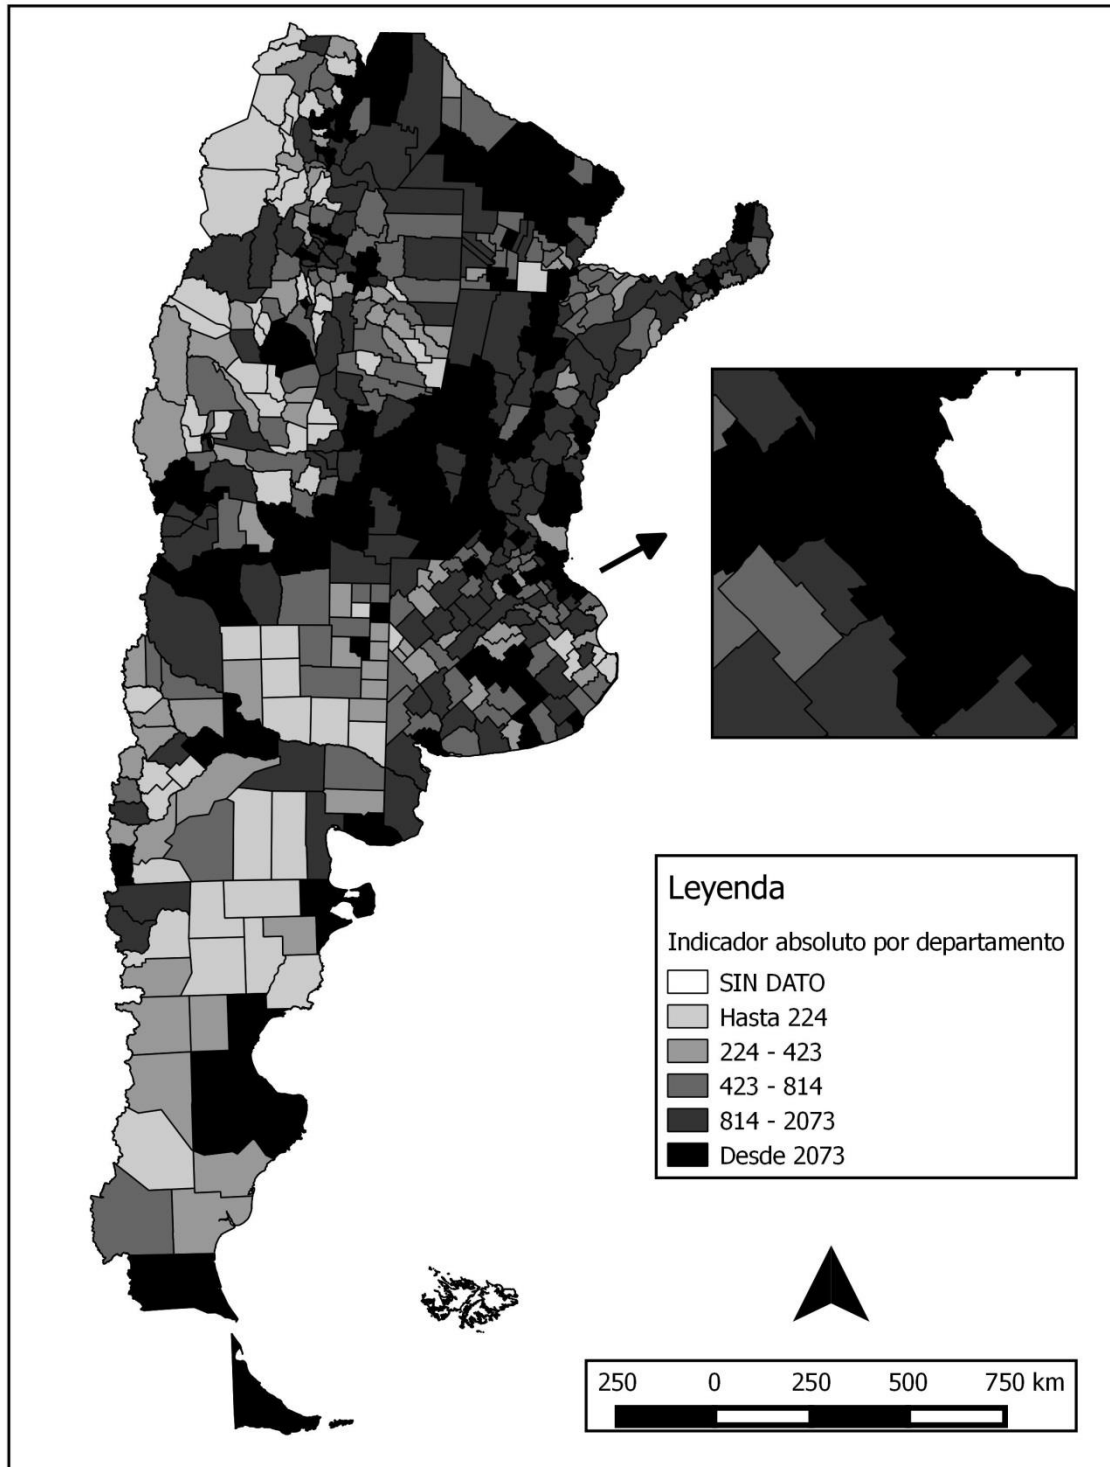 Leyenda
Indicador absoluto por departamento
SIN DATO
Hasta 224
224 - 423
423 - 814
814 - 2073
Desde 2073
250 0 250 500 750 km